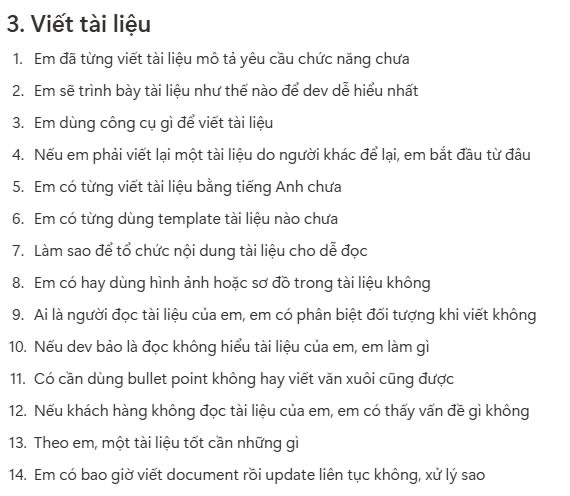 3. Viết tài liệu
1. Em đã từng viết tài liệu mô tả yêu cầu chức năng chưa
2. Em sẽ trình bày tài liệu như thế nào để dev dễ hiểu nhất
3. Em dùng công cụ gì để viết tài liệu
4. Nếu em phải viết lại một tài liệu do người khác để lại, em bắt đầu từ đâu
5. Em có từng viết tài liệu bằng tiếng Anh chưa
6. Em có từng dùng template tài liệu nào chưa
7. Làm sao để tổ chức nội dung tài liệu cho dễ đọc
8. Em có hay dùng hình ảnh hoặc sơ đồ trong tài liệu không
9. Ai là người đọc tài liệu của em, em có phân biệt đối tượng khi viết không
10. Nếu dev bảo là đọc không hiểu tài liệu của em, em làm gì
11. Có cần dùng bullet point không hay viết văn xuôi cũng được
12. Nếu khách hàng không đọc tài liệu của em, em có thấy vấn đề gì không
13. Theo em, một tài liệu tốt cần những gì
14. Em có bao giờ viết document rồi update liên tục không, xử lý sao